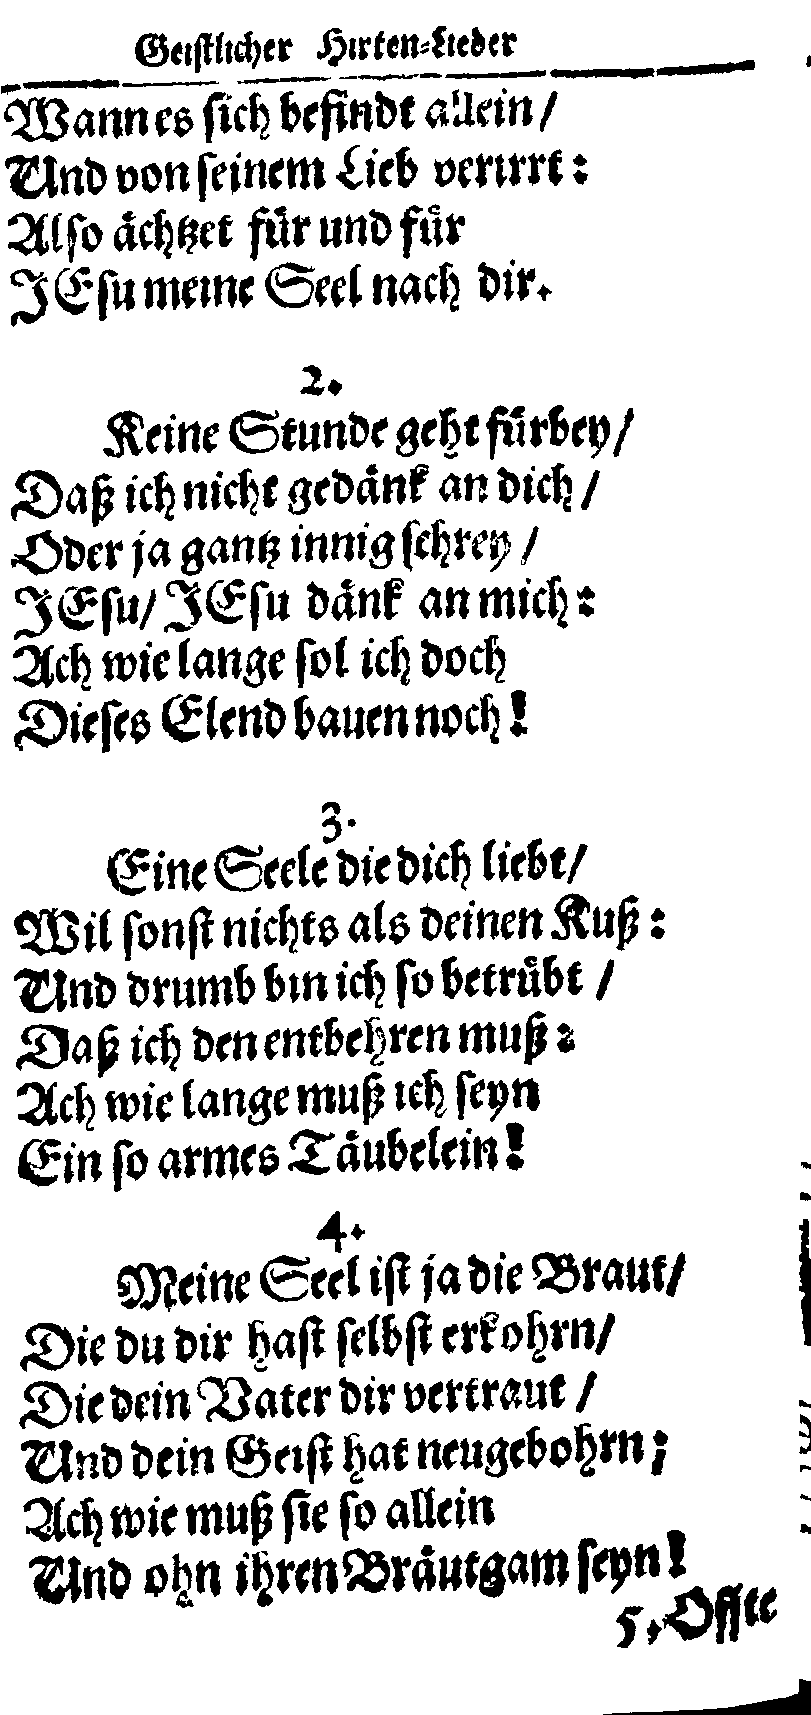 Geistlicher Hirten-Lieder
Wann es sich befindt allein/
Und von seinem Lieb verirrt:
Also ächtzet für und für
JEsu meine Seel nach dir.
2.
Keine Stunde geht fürbey/
Daß ich nicht gedänk an dich/
Oder ja gantz innig schrey/
JEsu/ JEsu dänk an mich:
Ach wie lange sol ich doch
Dieses Elend bauen noch!
3.
Eine Seele die dich liebt/
Wil sonst nichts als deinen Kuß:
Und drumb bin ich so betrübt/
Daß ich den entbehren muß:
Ach wie lange muß ich seyn
Ein so armes Täubelein!
4.
Meine Seel ist ja die Braut/
Die du dir hast selbst erkohrn/
Die dein Vater dir vertraut/
Und dein Geist hat neugebohrn;
Ach wie muß sie so allein
Und ohn ihren Bräutgam seyn!
5. Offte